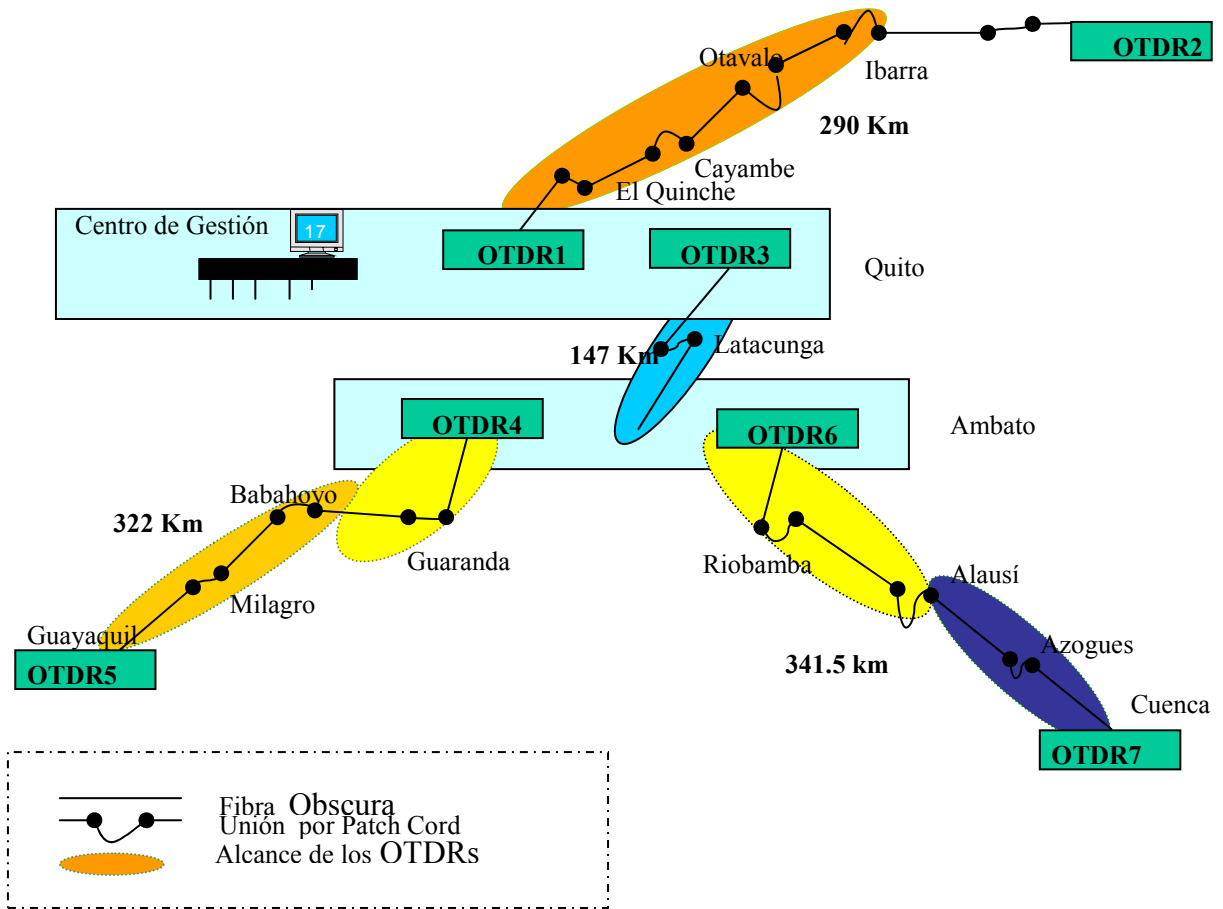 OTDR2
Otavalo
Ibarra
290 Km
Cayambe
El Quinche
Centro de Gestión
17
OTDR1
OTDR3
Quito
Latacunga
147 Km
Ambato
OTDR4
OTDR6
Babahoyo
322 Km
Guaranda
Riobamba
Alausí
Milagro
Guayaquil
OTDR5
Azogues
341.5 km
Cuenca
OTDR7
Fibra Obscura
Unión por Patch Cord
Alcance de los OTDRs